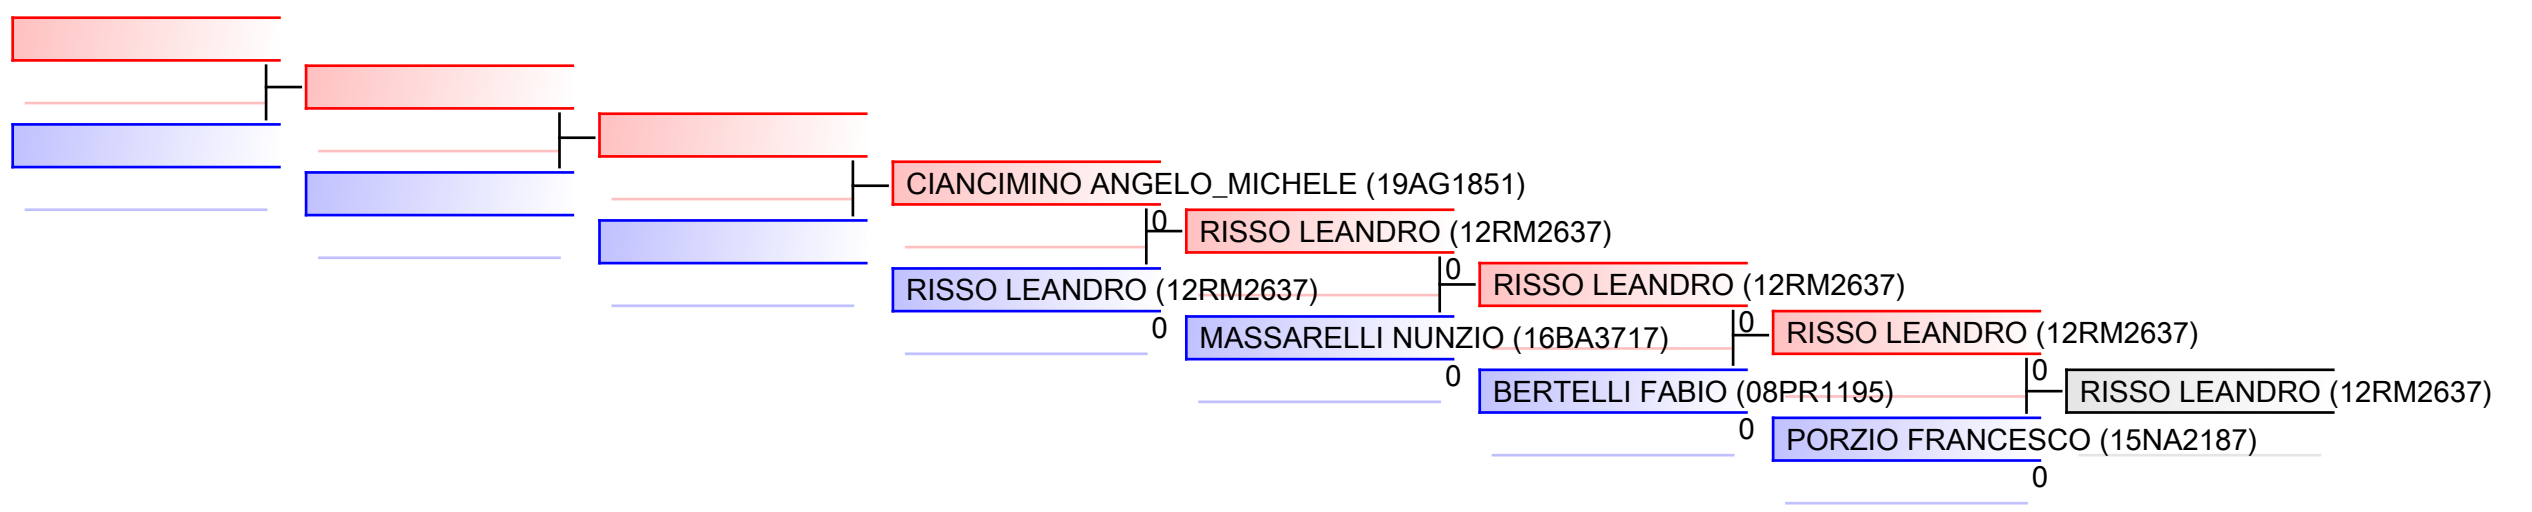 CIANCIMINO ANGELO_MICHELE (19AG1851)
0
RISSO LEANDRO (12RM2637)
RISSO LEANDRO (12RM2637)
0
0
RISSO LEANDRO (12RM2637)
MASSARELLI NUNZIO (16BA3717)
0
0
RISSO LEANDRO (12RM2637)
BERTELLI FABIO (08PR1195)
0
0
RISSO LEANDRO (12RM2637)
PORZIO FRANCESCO (15NA2187)
0